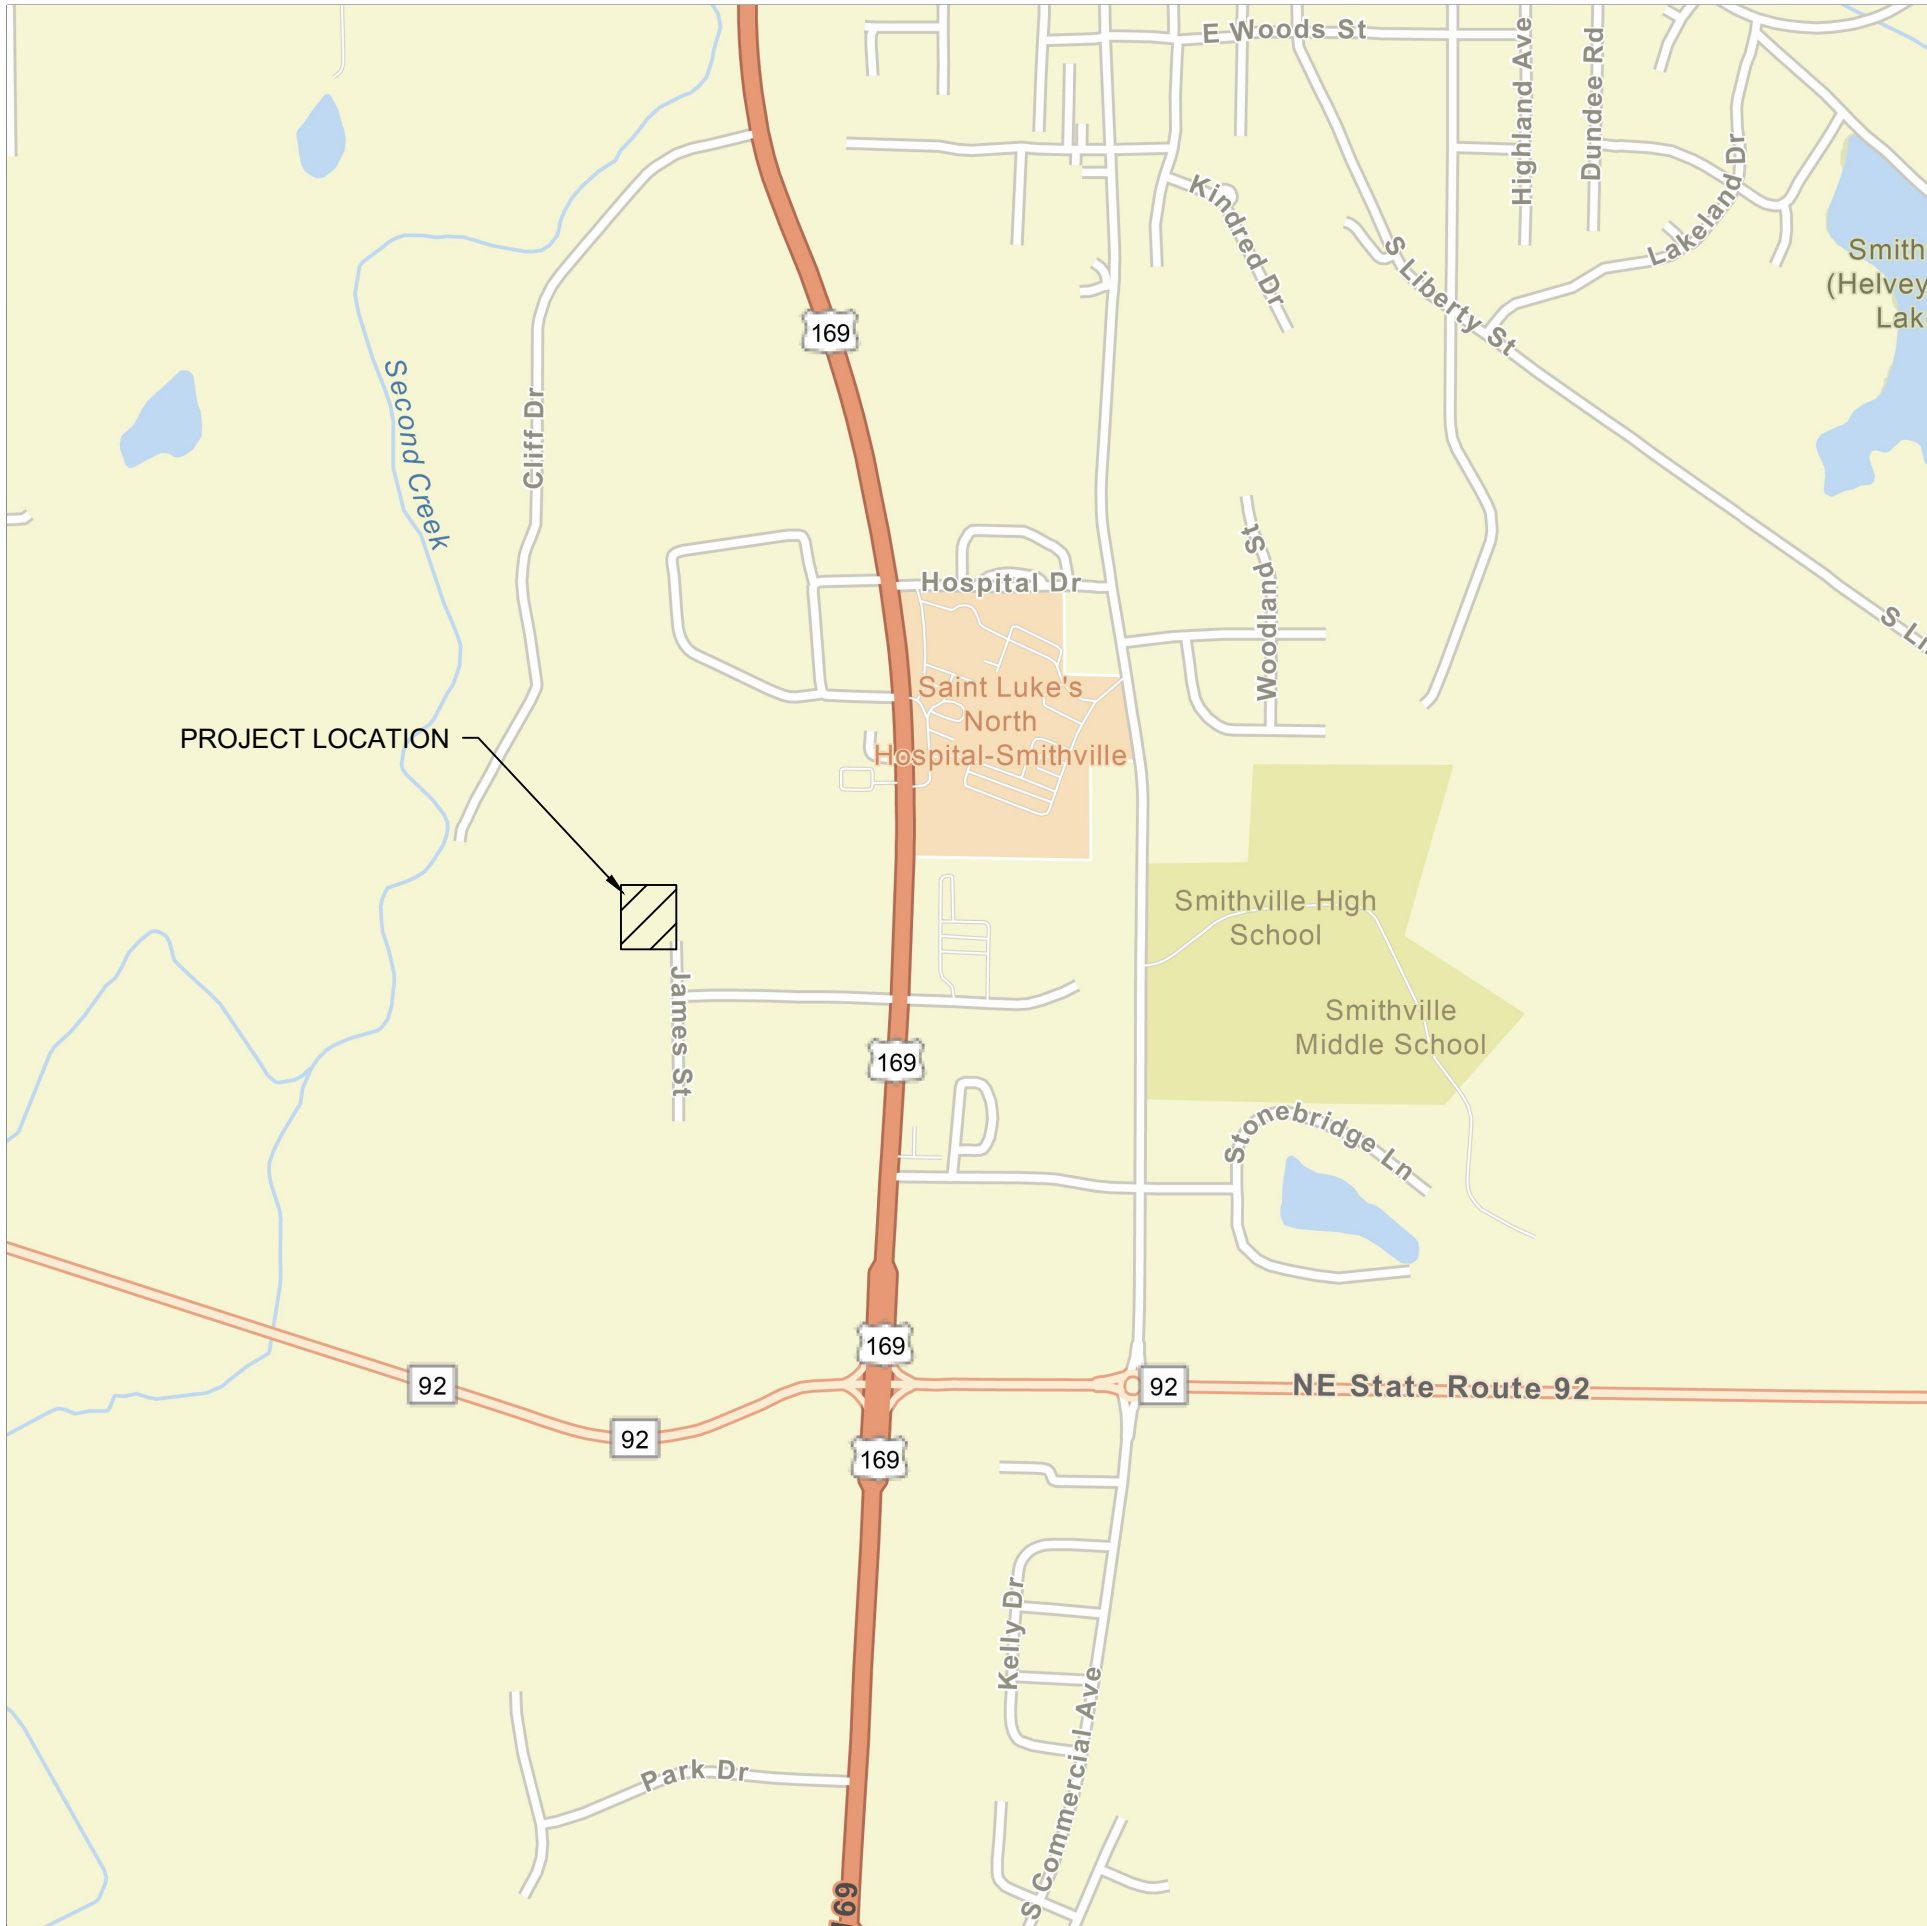 E Woods St
Highland Ave
Dundee Rd
Lakeland Dr
Kindred Dr
S Liberty St
Smith
(Helvey
Lak
169
Second Creek
Cliff Dr
Hospital Dr
Woodland St
S Li
Saint Luke's
North
Hospital-Smithville
PROJECT LOCATION
Smithville High
School
James St
Smithville
Middle School
169
Stonebridge Ln
169
92
92
NE State Route 92
92
169
Kelly Dr
S Commercial Ave
Park Dr
169